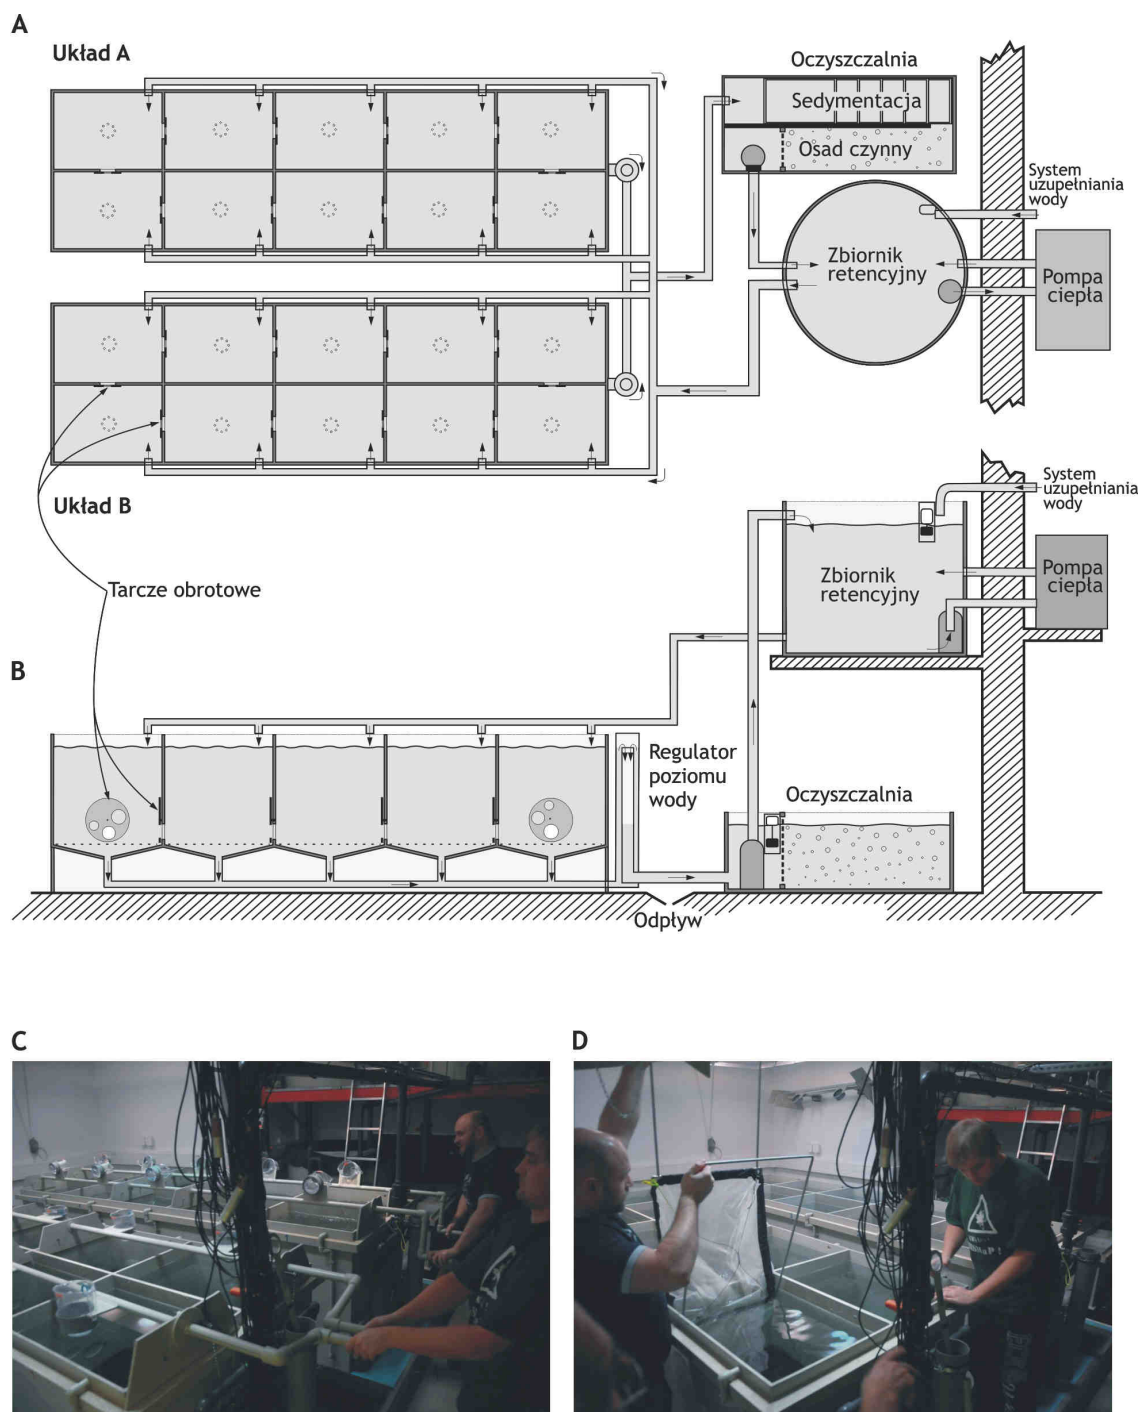 A
Układ A
Oczyszczalnia
Sedymentacja
Osad czynny
System
uzupełniania
wody
Zbiornik
retencyjny
Pompa
ciepła
Układ B
System
uzupełniania
wody
Tarcze obrotowe
Zbiornik
retencyjny
Pompa
ciepła
B
Regulator
poziomu
wody
Oczyszczalnia
Odpływ
C
D